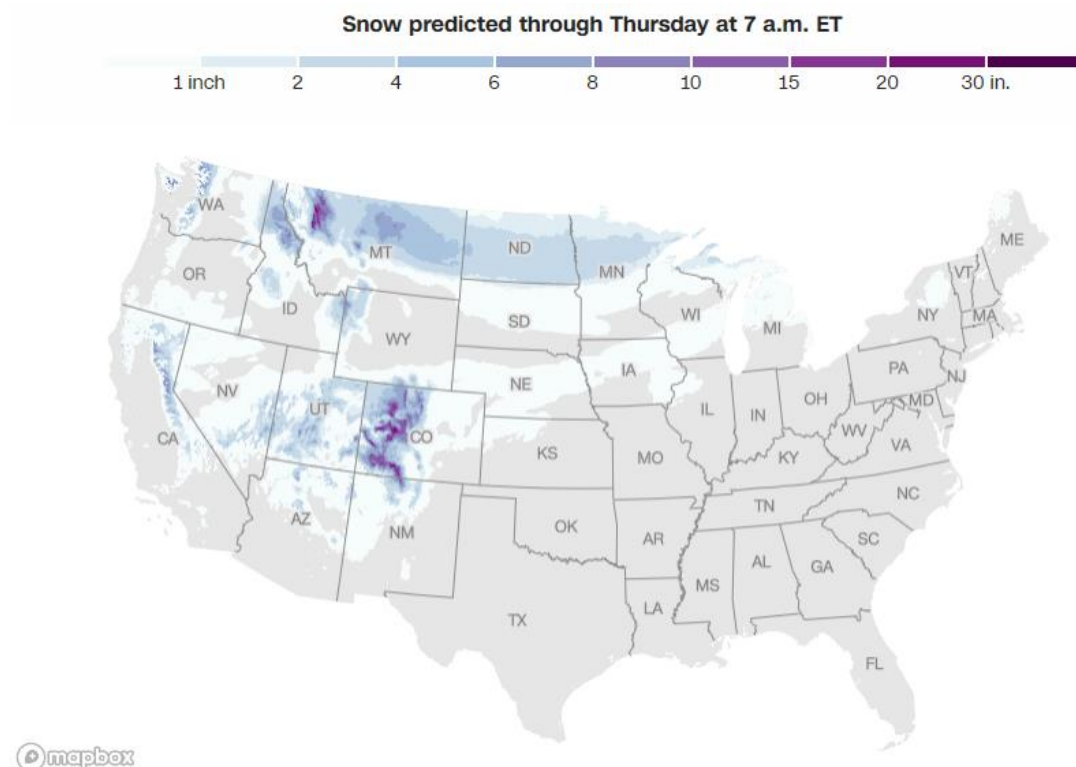 Snow predicted through Thursday at 7 a.m. ET
1 inch 2 4 6 8 10 15 20 30 in.
WA
MT
ND
MN
ME
OR
ID
WY
SD
WI
MI
VT
NY
MA
NV
UT
CO
NE
IA
IL
IN
OH
PA
NJ
MD
CA
KS
MO
KY
WV
VA
AZ
NM
OK
AR
TN
NC
SC
MS
AL
GA
TX
LA
FL
mapbox